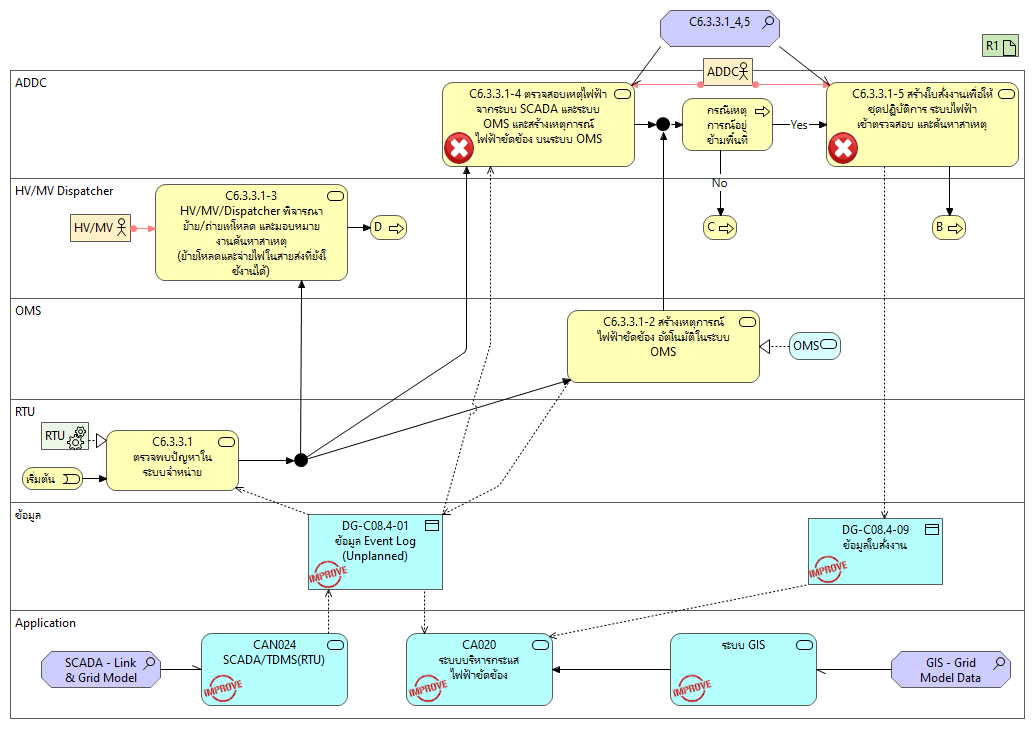 C6.3.3.1_4,5
R1
ADDC
ADDC
C6.3.3.1-4 ตรวจสอบเหตุไฟฟ้า
จากระบบ SCADA และระบบ
OMS และสร้างเหตุการณ์
ไฟฟ้าขัดข้อง บนระบบ OMS
กรณีเหตุ
การณ์อยู่
ข้ามพื้นที่
Yes
C6.3.3.1-5 สร้างใบสั่งงานเพื่อให้
ชุดปฏิบัติการ ระบบไฟฟ้า
เข้าตรวจสอบ และค้นหาสาเหตุ
No
HV/MV Dispatcher
HV/MV
C6.3.3.1-3
HV/MV/Dispatcher พิจารณา
ย้าย/ถ่ายเทโหลด และมอบหมาย
งานค้นหาสาเหตุ
(ย้ายโหลดและจ่ายไฟในสายส่งที่ยังใ
ช้งานได้)
D
C
B
OMS
C6.3.3.1-2 สร้างเหตุการณ์
ไฟฟ้าขัดข้อง อัตโนมัติในระบบ
OMS
OMS
RTU
RTU
C6.3.3.1
ตรวจพบปัญหาใน
ระบบจำหน่าย
เริ่มต้น
ข้อมูล
DG-C08.4-01
ข้อมูล Event Log
(Unplanned)
IMPROVE
DG-C08.4-09
ข้อมูลใบสั่งงาน
IMPROVE
Application
SCADA - Link
& Grid Model
CAN024
SCADA/TDMS(RTU)
IMPROVE
CA020
ระบบบริหารกระแส
ไฟฟ้าขัดข้อง
IMPROVE
ระบบ GIS
IMPROVE
GIS - Grid
Model Data